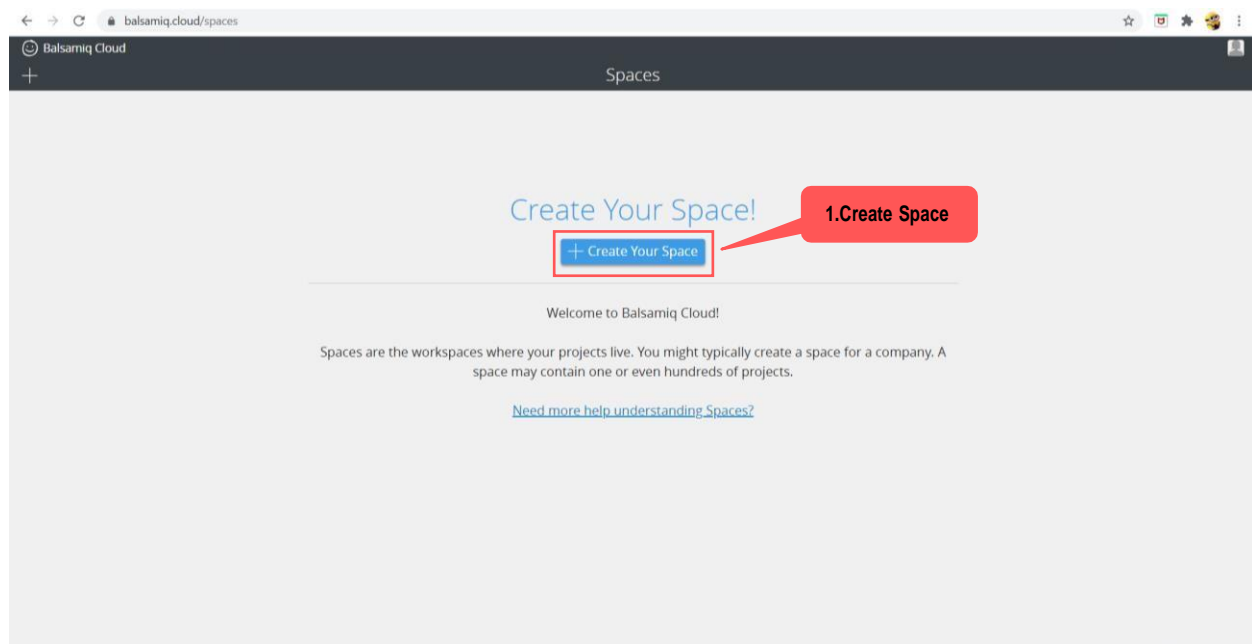 balsamiq.cloud/spaces
Balsamiq Cloud
Spaces
Create Your Space!
1.Create Space
Create Your Space
Welcome to Balsamiq Cloud!
Spaces are the workspaces where your projects live. You might typically create a space for a company. A
space may contain one or even hundreds of projects.
Need more help understanding Spaces?